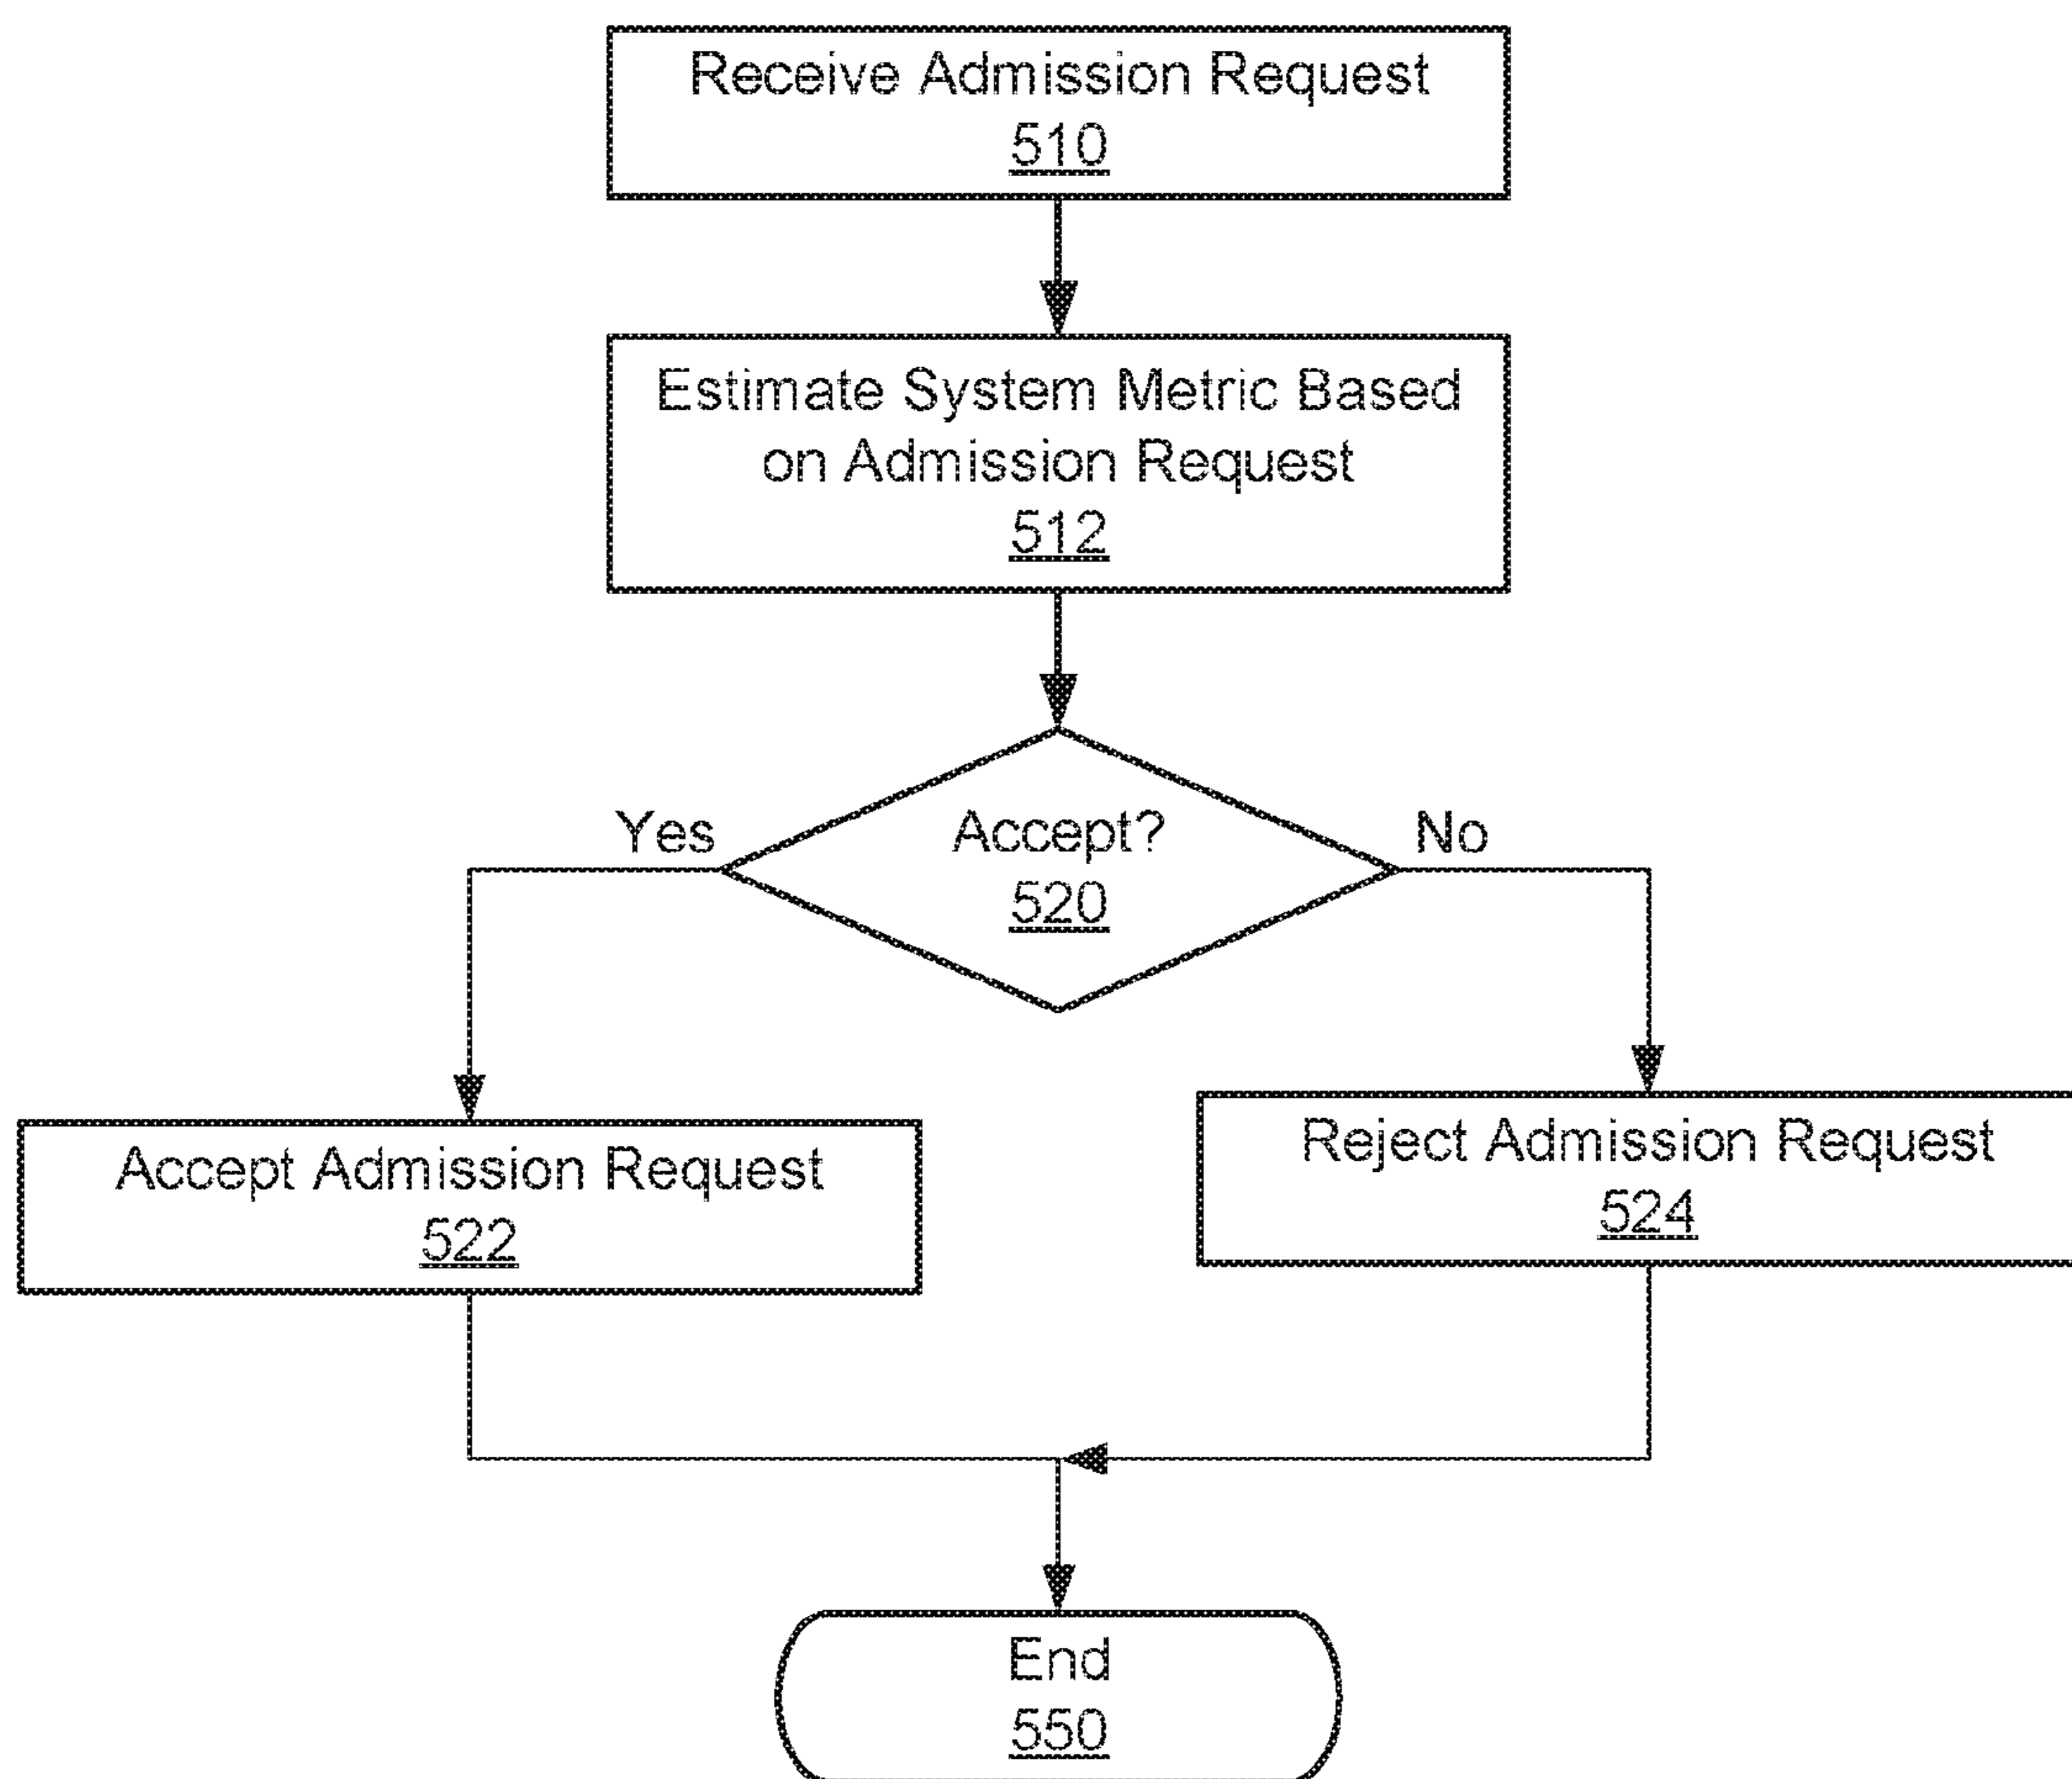 Receive Admission Request
510
Estimate System Metric Based
on Admission Request
512
Yes
Accept?
No
520
Accept Admission Request
522
Reject Admission Request
524
End
550